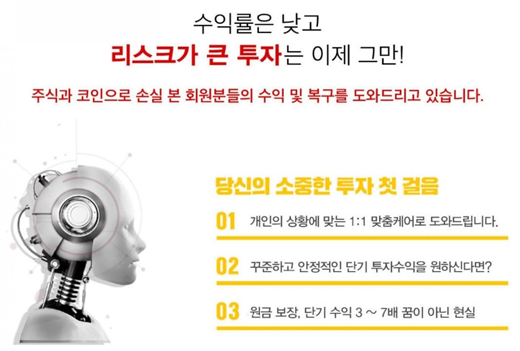 수익률은 낮고
리스크가 큰 투자는 이제 그만!
주식과 코인으로 손실 본 회원분들의 수익 및 복구를 도와드리고 있습니다.
당신의 소중한 투자 첫 걸음
01 개인의 상황에 맞는 1:1 맞춤케어로 도와드립니다.
02 꾸준하고 안정적인 단기 투자수익을 원하신다면?
03 원금 보장, 단기 수익 3 ~ 7배 꿈이 아닌 현실